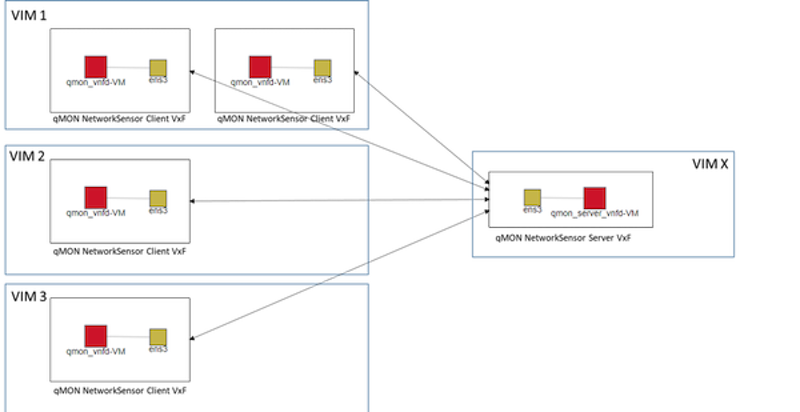 VIM 1
qmon_vnfd-VM
ens3
qMON NetworkSensor Client VxF
qmon_vnfd-VM
ens3
qMON NetworkSensor Client VxF
VIM 2
qmon_vnfd-VM
ens3
qMON NetworkSensor Client VxF
VIM X
ens3
qmon_server_vnfd-VM
qMON NetworkSensor Server VxF
VIM 3
qmon_vnfd-VM
ens3
qMON NetworkSensor Client VxF